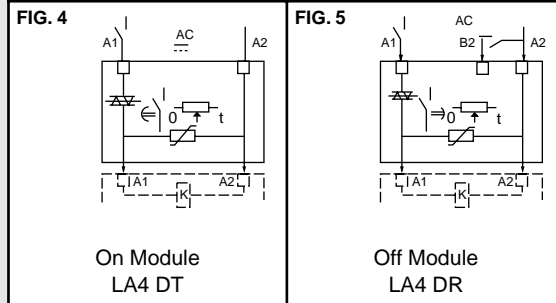 FIG. 4
AC
A1
A2
0
t
A1
A2
K
On Module
LA4 DT
FIG. 5
AC
A1
B2
A2
0
t
A1
A2
K
Off Module
LA4 DR